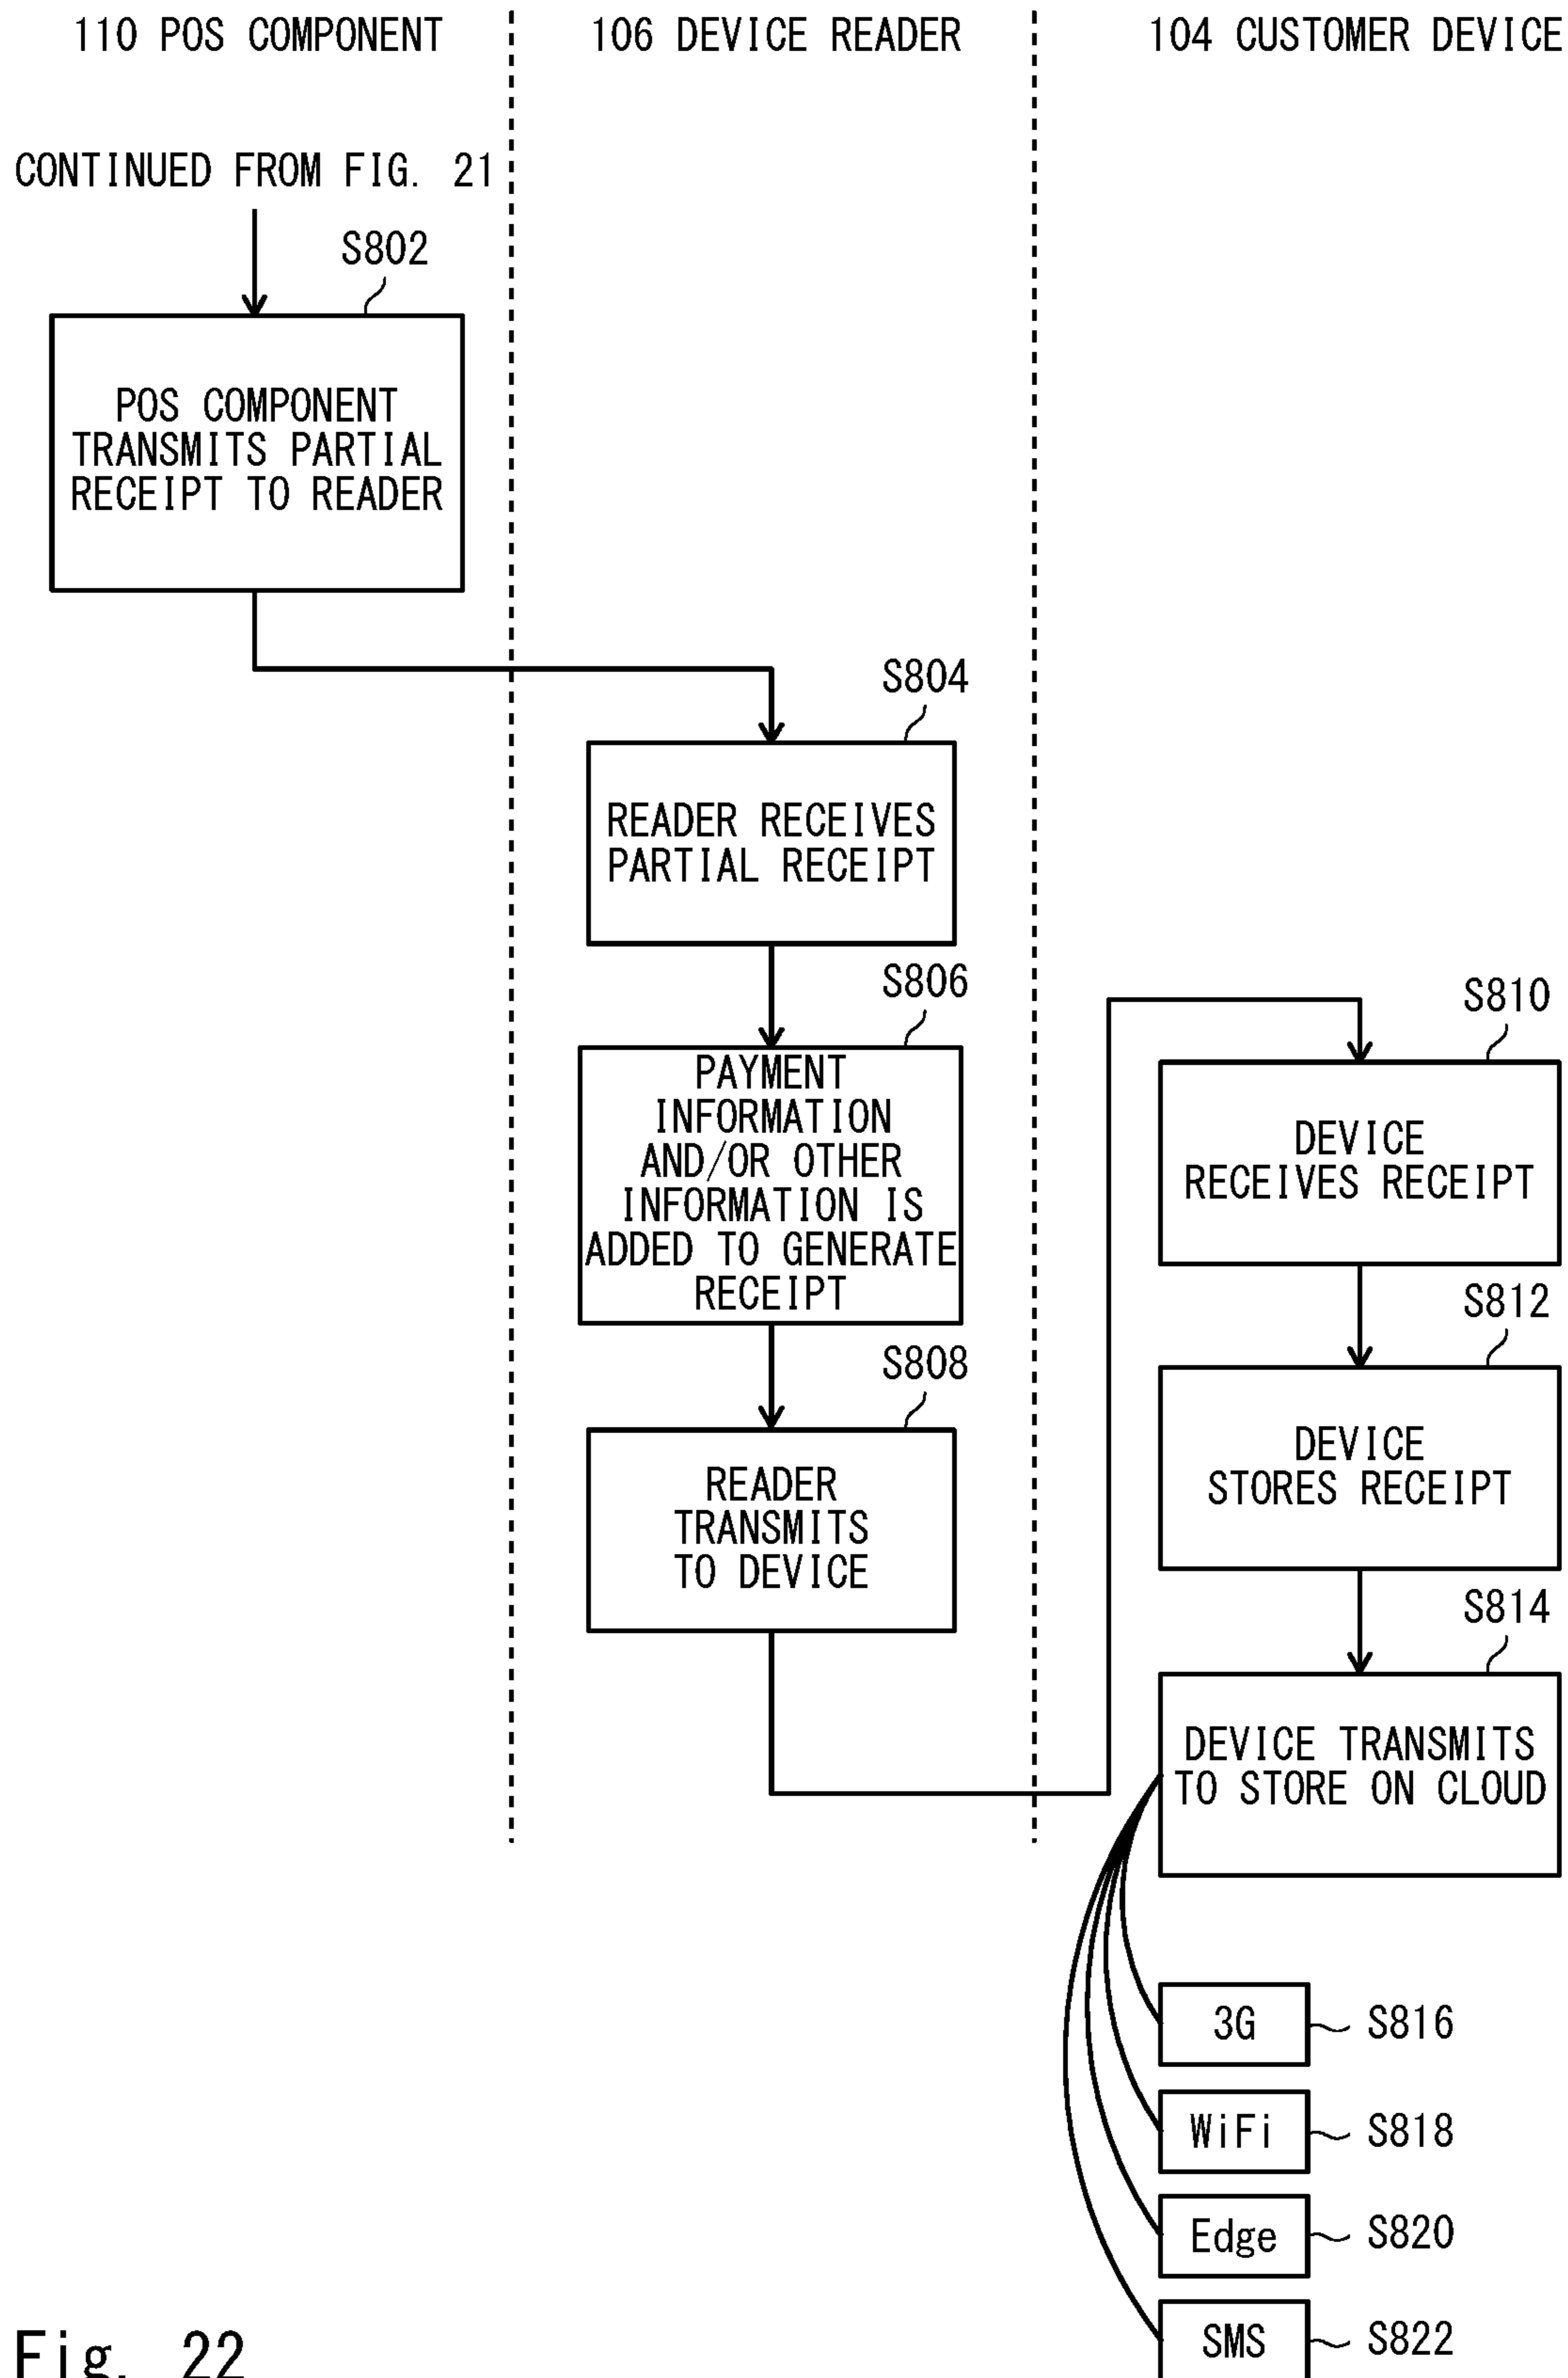 110 POS COMPONENT
106 DEVICE READER
104 CUSTOMER DEVICE
CONTINUED FROM FIG. 21
S802
POS COMPONENT
TRANSMITS PARTIAL
RECEIPT TO READER
S804
READER RECEIVES
PARTIAL RECEIPT
S806
PAYMENT
INFORMATION
AND/OR OTHER
INFORMATION IS
ADDED TO GENERATE
RECEIPT
S808
READER
TRANSMITS
TO DEVICE
S810
DEVICE
RECEIVES RECEIPT
S812
DEVICE
STORES RECEIPT
S814
DEVICE TRANSMITS
TO STORE ON CLOUD
3G
S816
WiFi
S818
Edge
S820
SMS
S822
Fig. 22